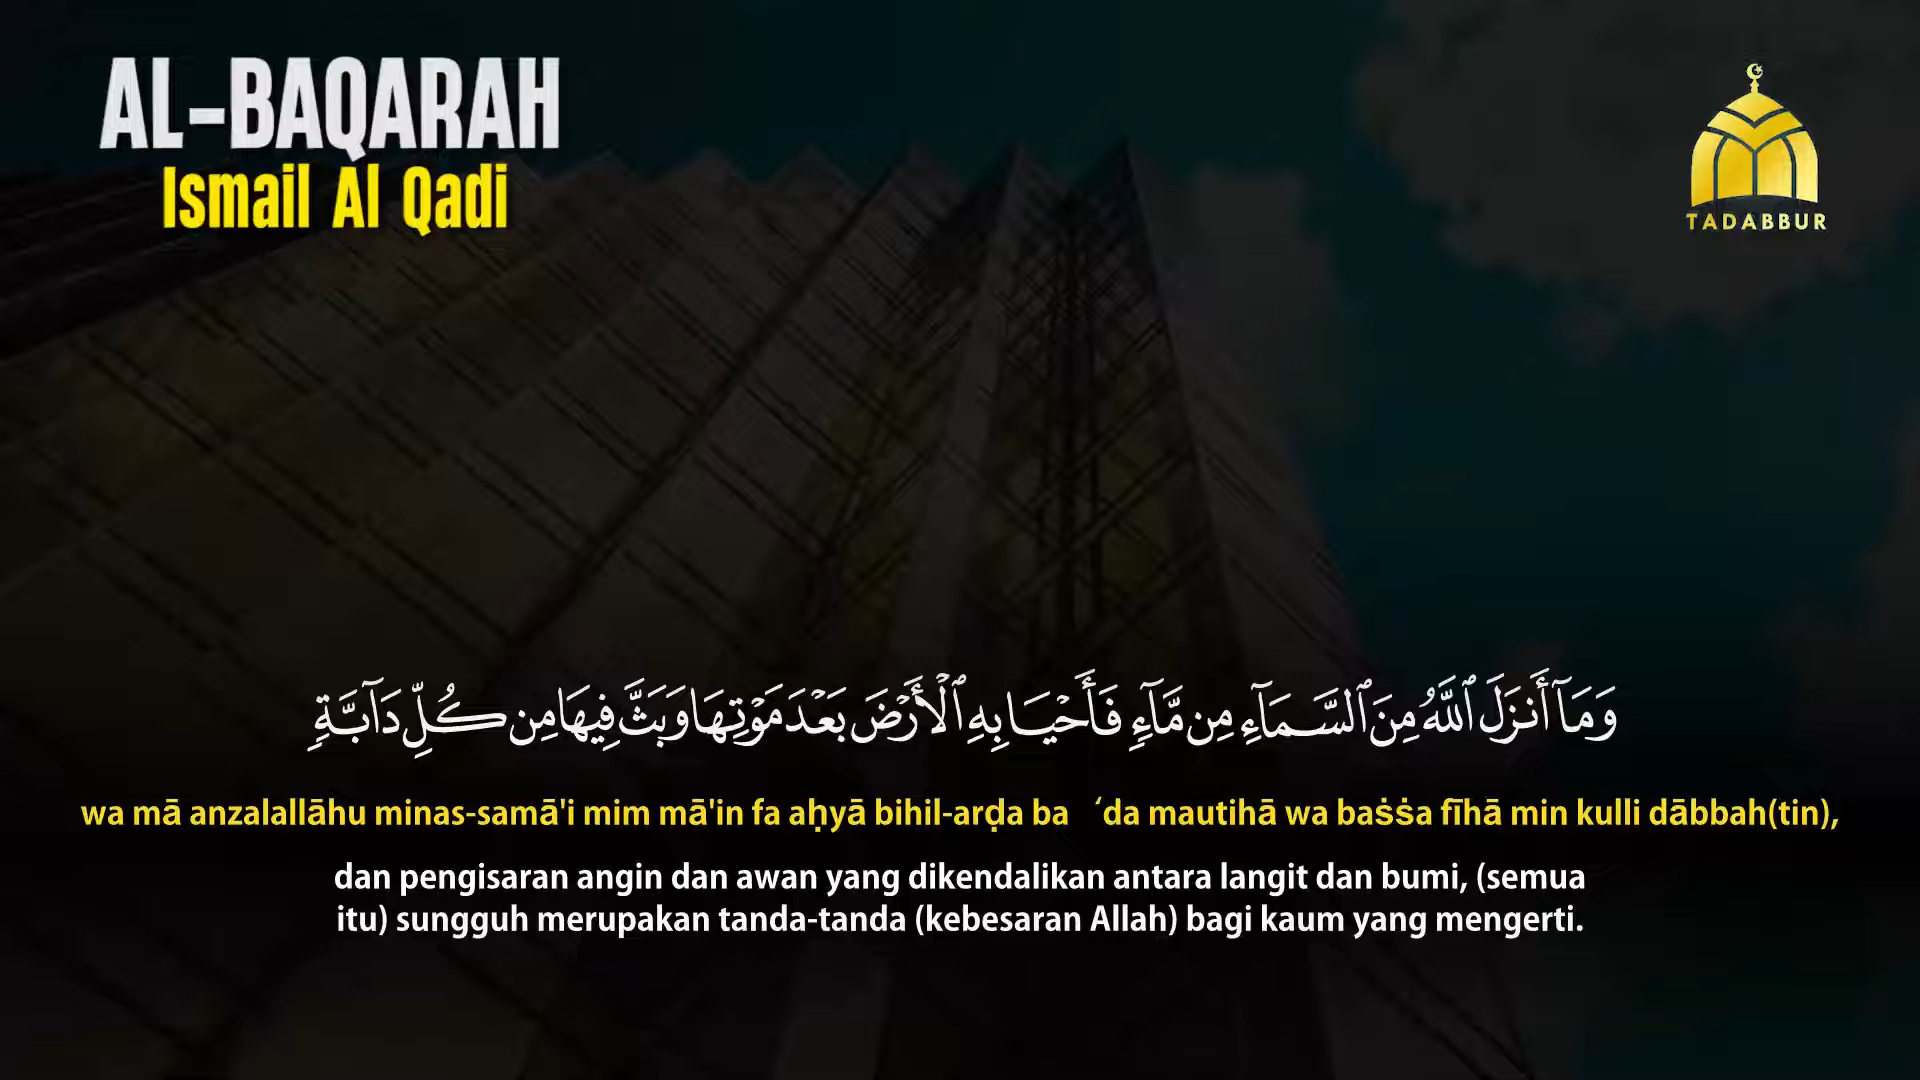 AL-BAQARAH
Ismail Al Qadi
TADABBUR
وَمَآ أَنزَلَ ٱللَّهُ مِنَ ٱلسَّمَآءِ مِن مَّآءٍ فَأَحْيَا بِهِ ٱلْأَرْضَ بَعْدَ مَوْتِهَا وَبَثَّ فِيهَا مِن كُلِّ دَآبَّةٍ
wa mā anzalallāhu minas-samā'i mim mā'in fa aḥyā bihil-arḍa ba ‘da mautihā wa baṡṡa fīhā min kulli dābbah(tin),
dan pengisaran angin dan awan yang dikendalikan antara langit dan bumi, (semua
itu) sungguh merupakan tanda-tanda (kebesaran Allah) bagi kaum yang mengerti.